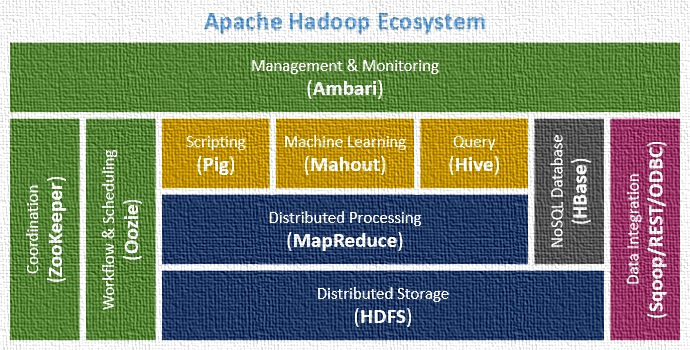 Apache Hadoop Ecosystem
Management & Monitoring
(Ambari)
Coordination
(ZooKeeper)
Workflow & Scheduling
(Oozie)
Scripting
(Pig)
Machine Learning
(Mahout)
Query
(Hive)
NoSQL Database
(HBase)
Data Integration
(Sqoop/REST/ODBC)
Distributed Processing
(MapReduce)
Distributed Storage
(HDFS)